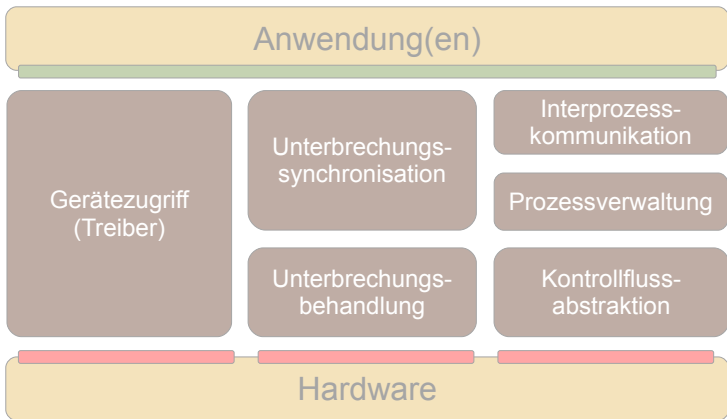 Anwendung(en)
Gerätezugriff
(Treiber)
Unterbrechungs-
synchronisation
Unterbrechungs-
behandlung
Interprozess-
kommunikation
Prozessverwaltung
Kontrollfluss-
abstraktion
Hardware